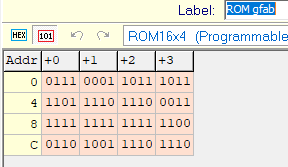 Label: ROM gfab
HEX 101 ROM16x4 (Programmable
Addr +0 +1 +2 +3
0 0111 0001 1011 1011
4 1101 1110 1110 0011
8 1111 1111 1111 1100
C 0110 1001 1110 1110